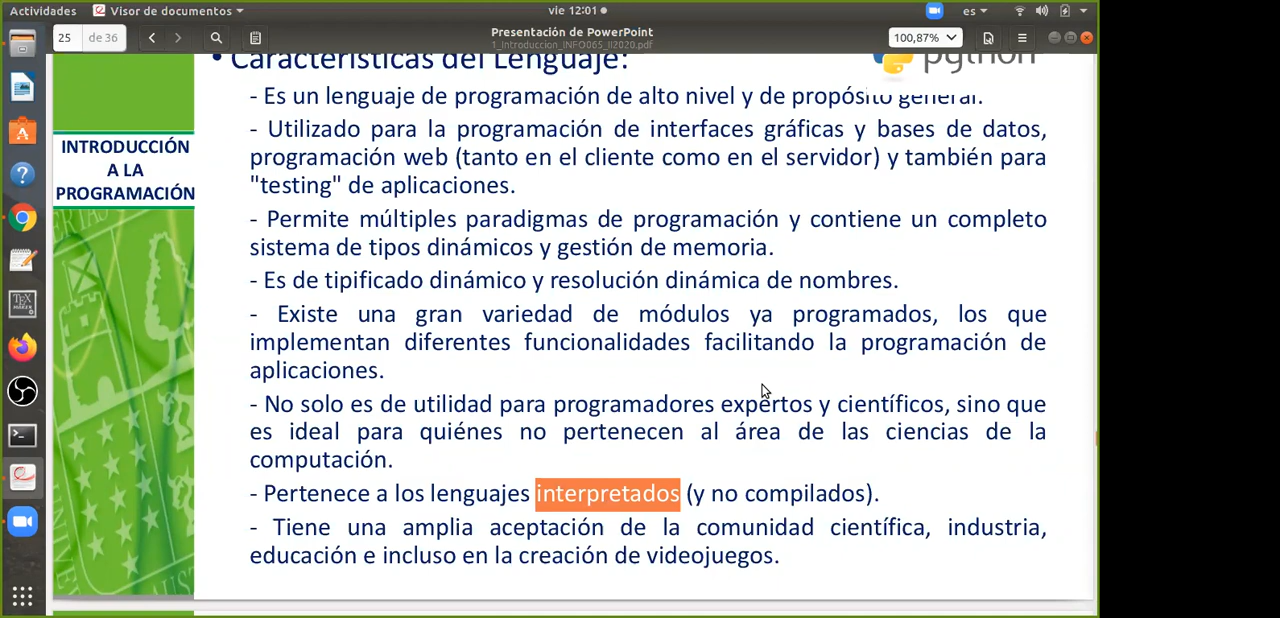 Actividades
Visor de documentos
vie 12:01
es
25
de 36
Presentación de PowerPoint
1_Introduccion_INFO065_II2020.pdf
100,87%
• Características del Lenguaje:
python
INTRODUCCIÓN
A LA
PROGRAMACIÓN
- Es un lenguaje de programación de alto nivel y de propósito general.
- Utilizado para la programación de interfaces gráficas y bases de datos,
programación web (tanto en el cliente como en el servidor) y también para
"testing" de aplicaciones.
- Permite múltiples paradigmas de programación y contiene un completo
sistema de tipos dinámicos y gestión de memoria.
- Es de tipificado dinámico y resolución dinámica de nombres.
- Existe una gran variedad de módulos ya programados, los que
implementan diferentes funcionalidades facilitando la programación de
aplicaciones.
- No solo es de utilidad para programadores expertos y científicos, sino que
es ideal para quiénes no pertenecen al área de las ciencias de la
computación.
- Pertenece a los lenguajes interpretados (y no compilados).
- Tiene una amplia aceptación de la comunidad científica, industria,
educación e incluso en la creación de videojuegos.